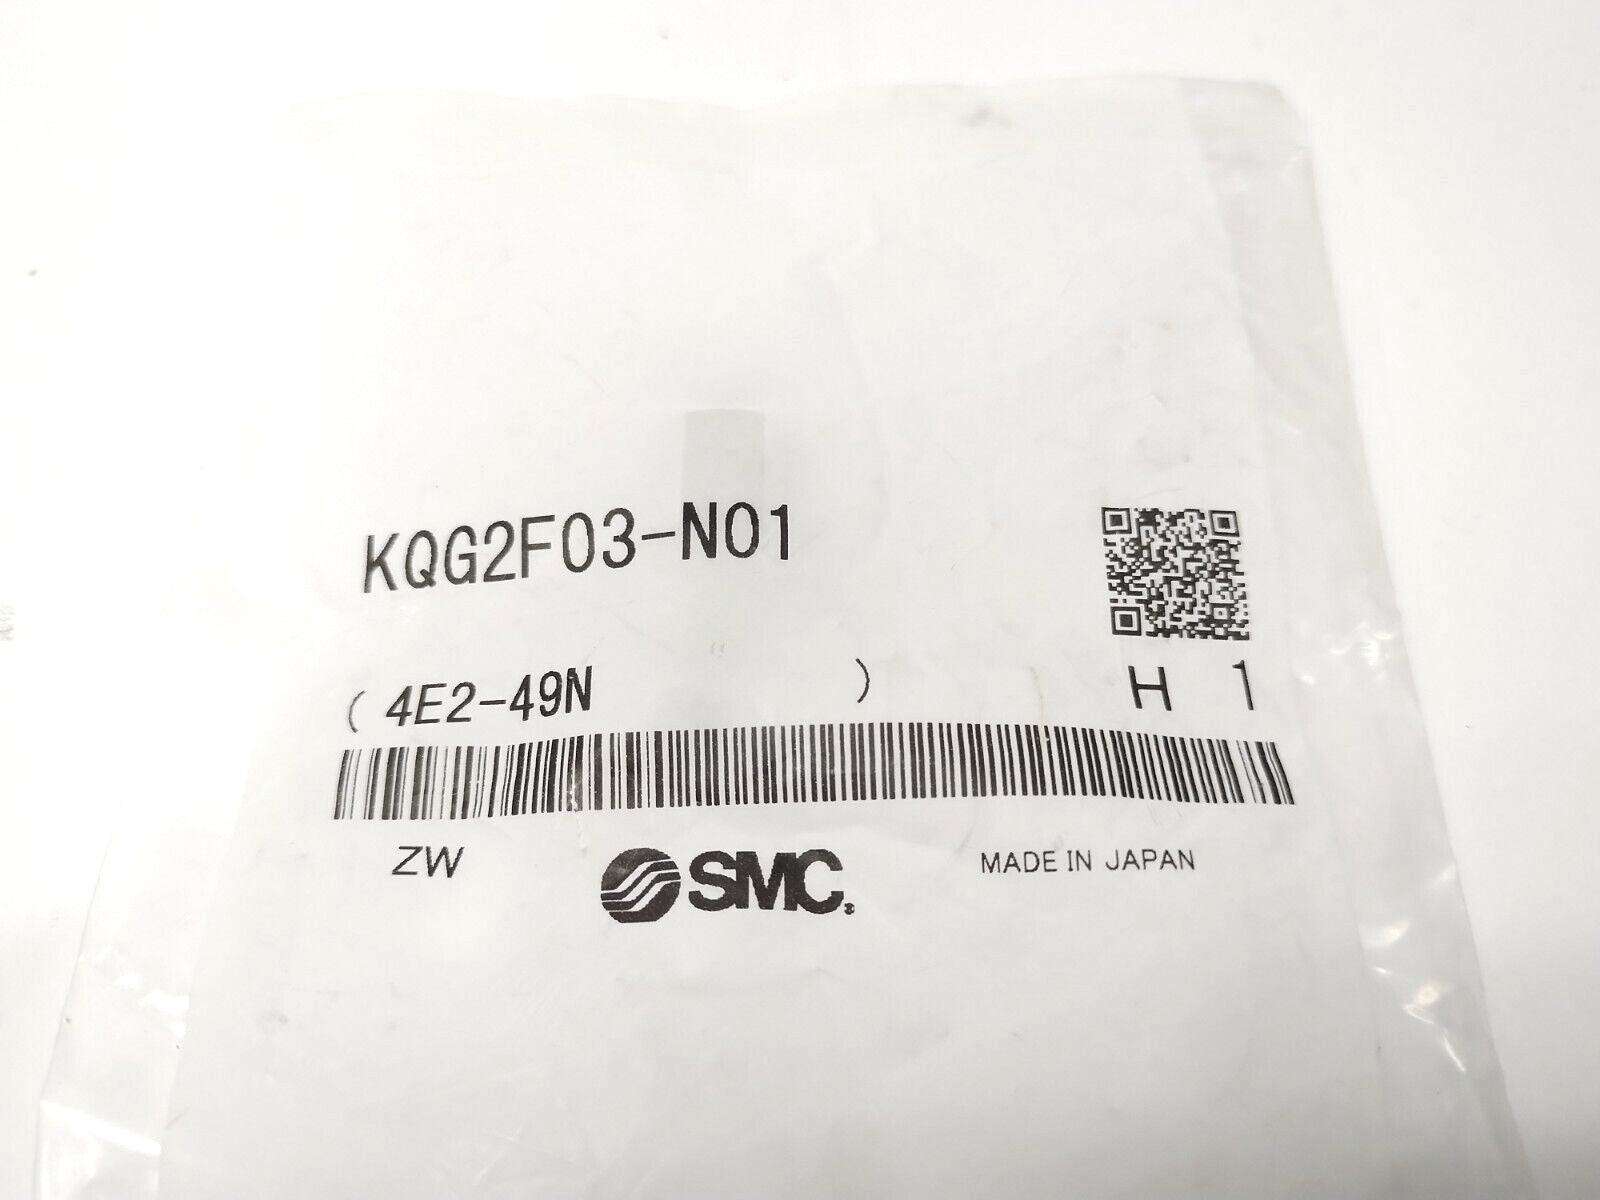 KQG2F03-N01
( 4E2-49N ) H 1
ZW SMC. MADE IN JAPAN